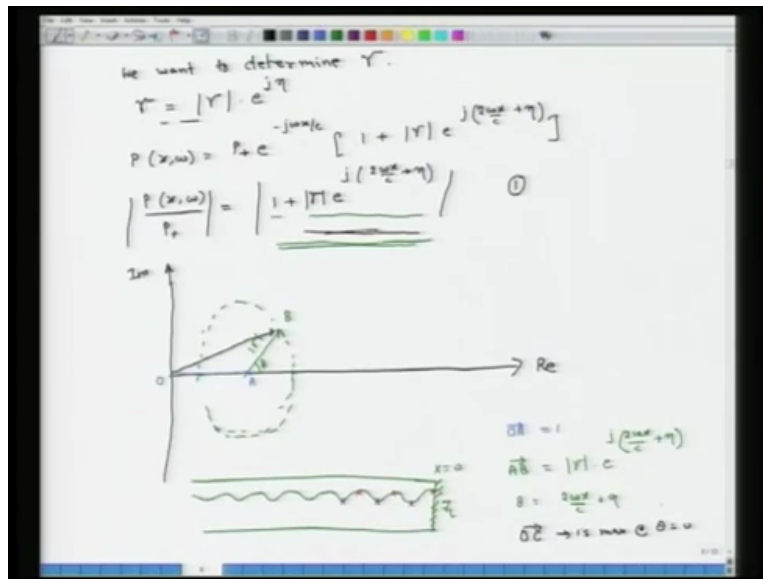 We want to determine r.
r = |r| · e^{jη}
P(x,ω) = P₊ e^{-jωx/c} [ 1 + |r| e^{j(2ωx/c + η)} ]
|P(x,ω)/P₊| = | 1 + |r| e^{j(2ωx/c + η)} | ①
Im
B
|r|
θ
O
A
Re
OA = 1
x=0
AB = |r| · e^{j(2ωx/c + η)}
Z_L
θ = 2ωx/c + η
OC → is max @ θ=0